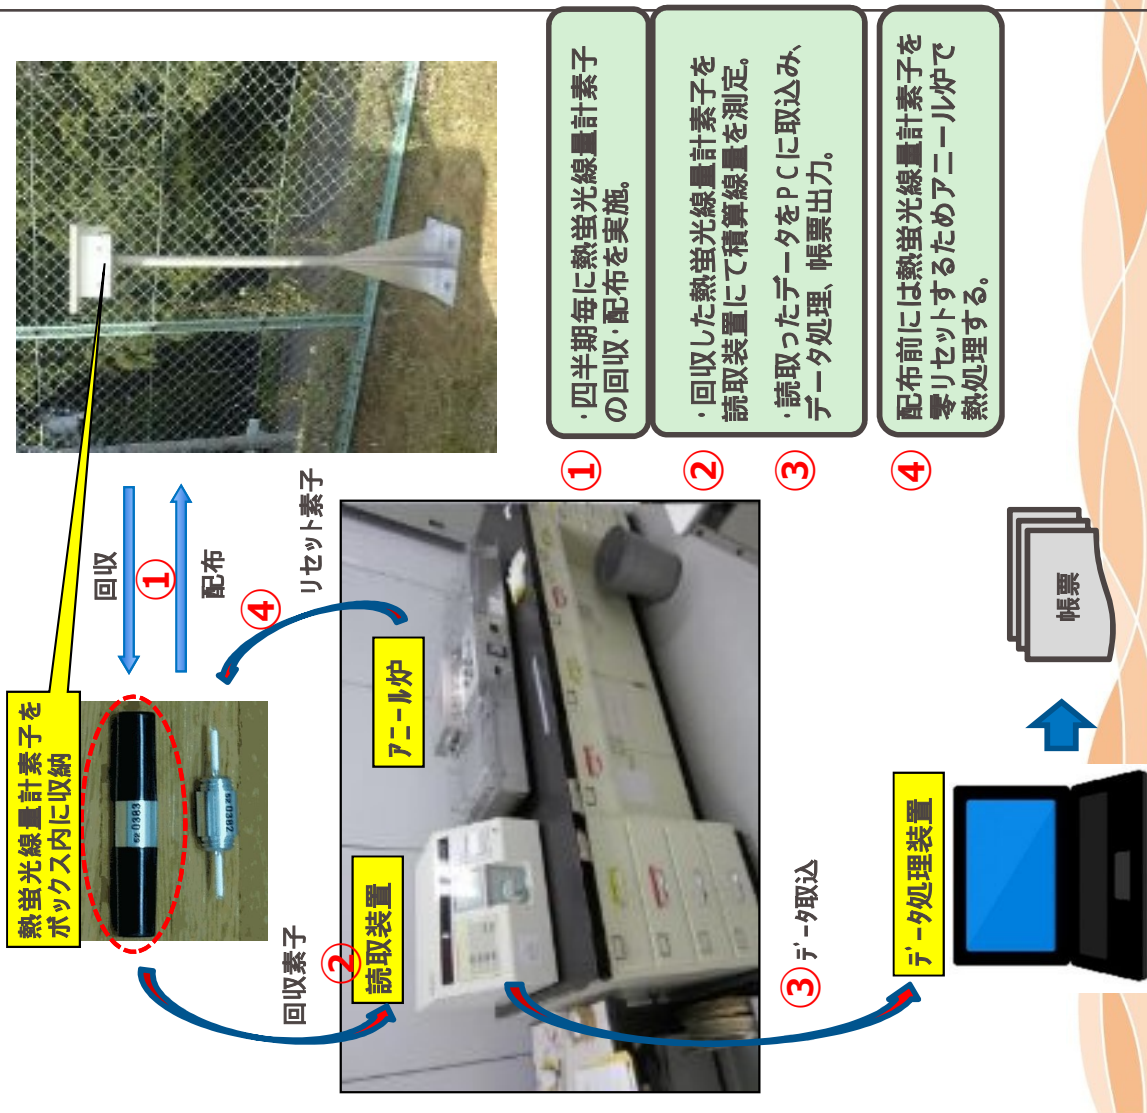 熱蛍光線量計素子を
ボックス内に収納
回収
①
配布
回収素子
②
読取装置
アニール炉
④
リセット素子
③
データ取込
データ処理装置
帳票
①
・四半期毎に熱蛍光線量計素子
の回収・配布を実施。
②
・回収した熱蛍光線量計素子を
読取装置にて積算線量を測定。
③
・読取ったデータをPCに取込み、
データ処理、帳票出力。
④
配布前には熱蛍光線量計素子を
零リセットするためアニール炉で
熱処理する。